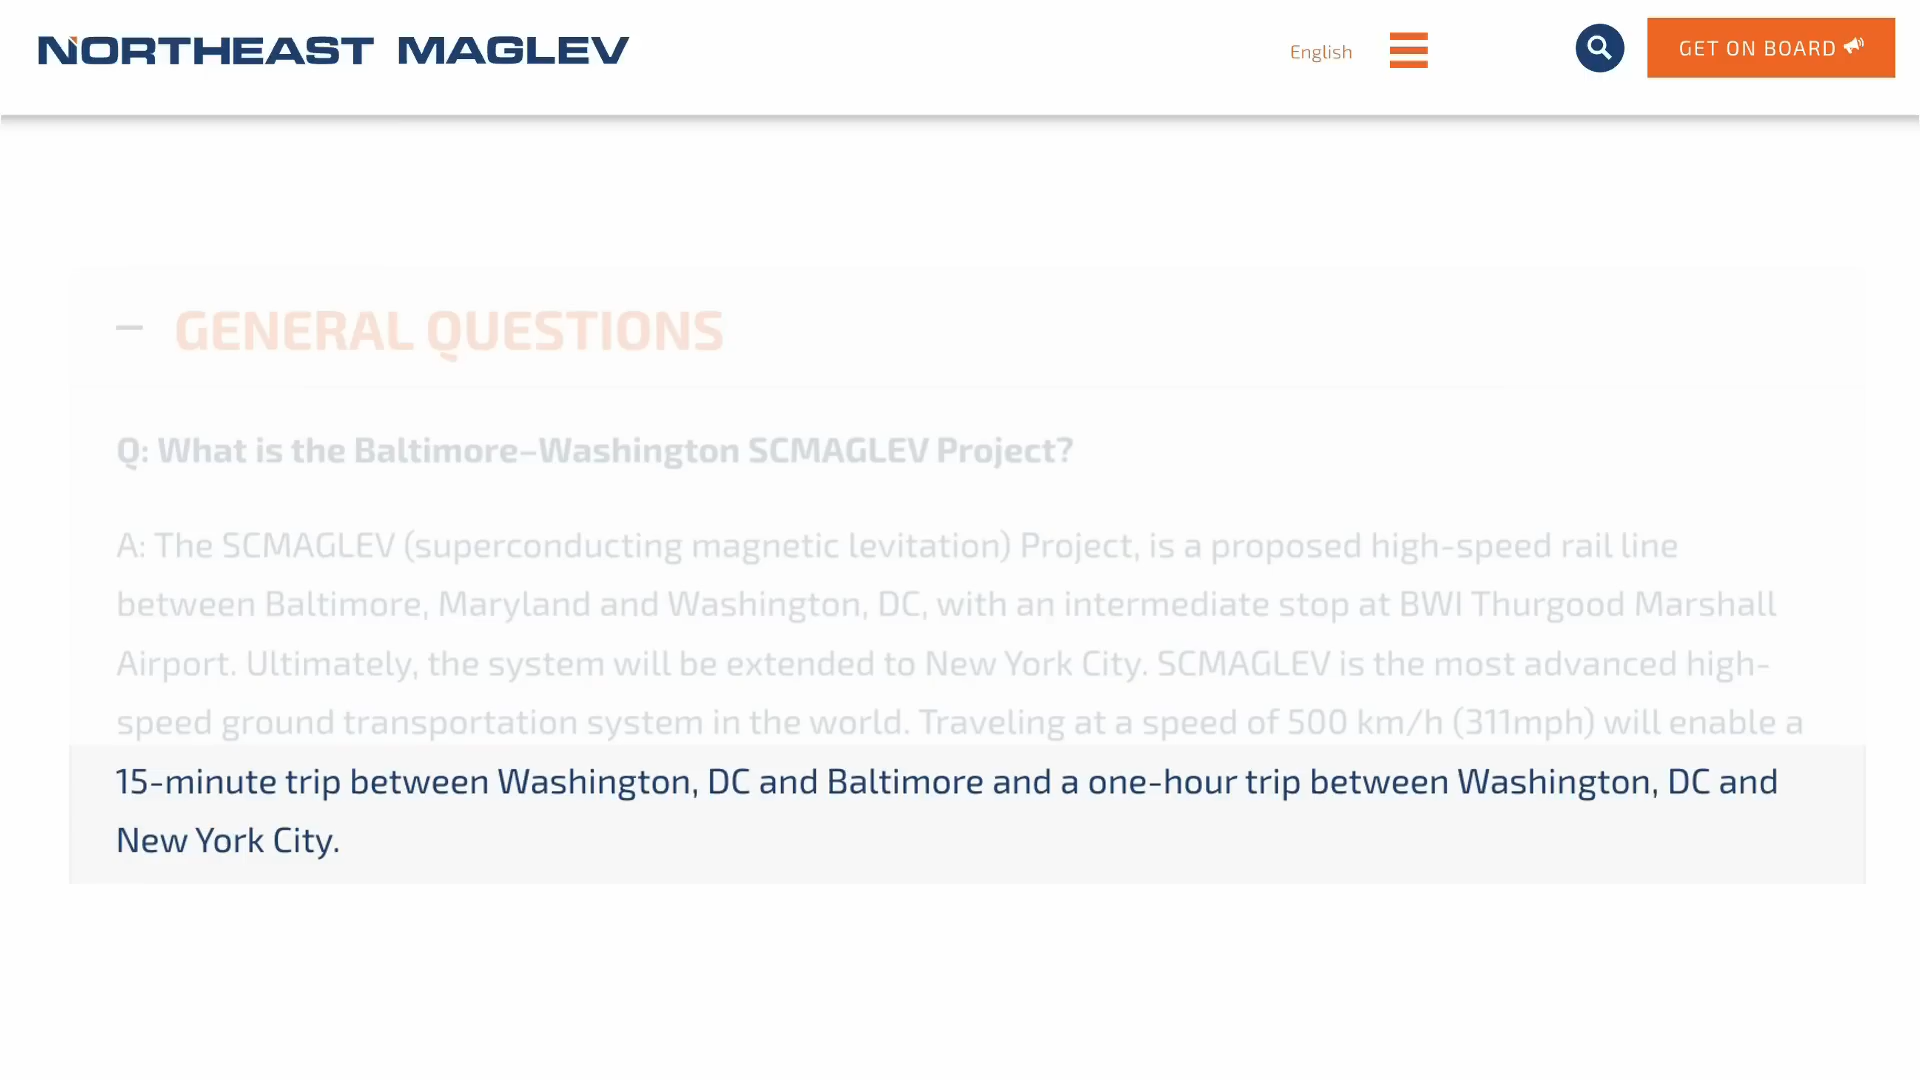 NORTHEAST MAGLEV
English
GET ON BOARD
GENERAL QUESTIONS
Q: What is the Baltimore–Washington SCMAGLEV Project?
A: The SCMAGLEV (superconducting magnetic levitation) Project, is a proposed high-speed rail line
between Baltimore, Maryland and Washington, DC, with an intermediate stop at BWI Thurgood Marshall
Airport. Ultimately, the system will be extended to New York City. SCMAGLEV is the most advanced high-
speed ground transportation system in the world. Traveling at a speed of 500 km/h (311mph) will enable a
15-minute trip between Washington, DC and Baltimore and a one-hour trip between Washington, DC and
New York City.